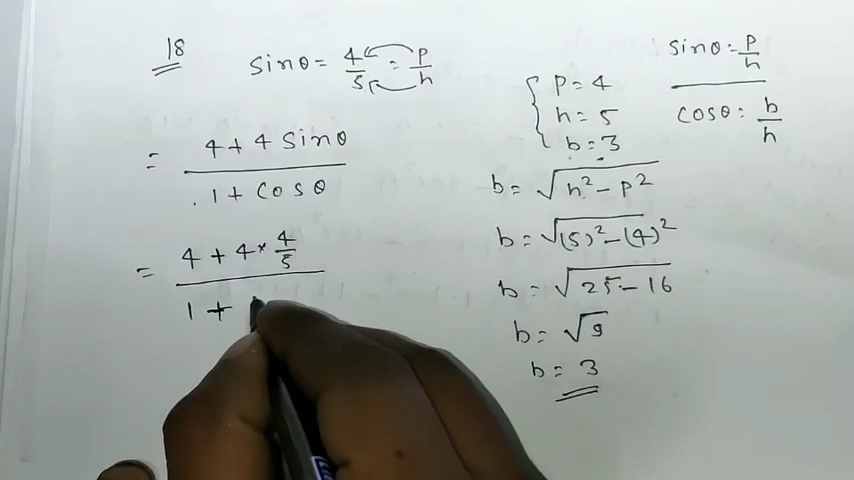 18
sinθ = 4/5 = p/h
= 4 + 4 sinθ / 1 + cosθ
= 4 + 4 × 4/5 / 1 +
p = 4
h = 5
b = 3
b = √h² − p²
b = √(5)² − (4)²
b = √25 − 16
b = √9
b = 3
sinθ = p/h
cosθ = b/h